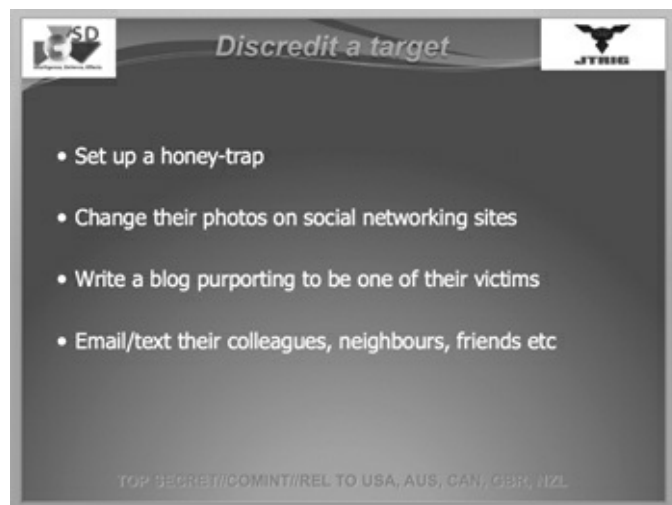 SD
Discredit a target
JTRIG
• Set up a honey-trap
• Change their photos on social networking sites
• Write a blog purporting to be one of their victims
• Email/text their colleagues, neighbours, friends etc
TOP SECRET//COMINT//REL TO USA, AUS, CAN, GBR, NZL